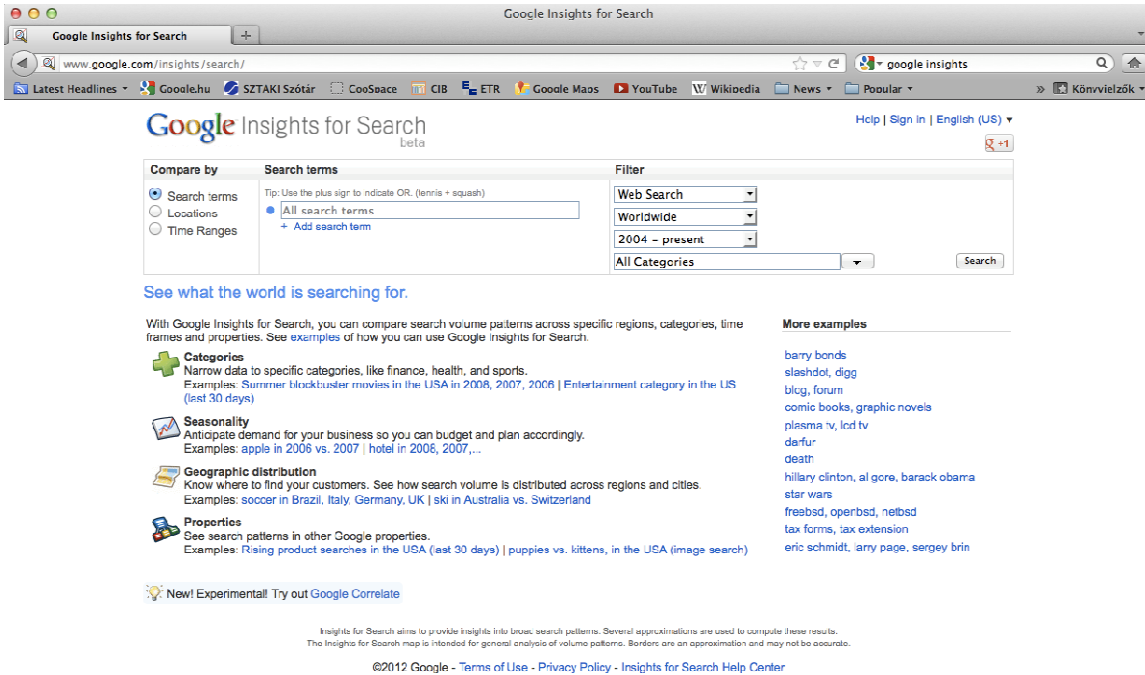 Google Insights for Search
Google Insights for Search
www.google.com/insights/search/
google insights
Latest Headlines
Google.hu
SZTAKI Szótár
CooSpace
CIB
ETR
Google Maps
YouTube
Wikipedia
News
Popular
»
Könyvjelzők
Google Insights for Search
beta
Help | Sign in | English (US)
+1
Compare by
Search terms
Filter
Search terms
Locations
Time Ranges
Tip: Use the plus sign to indicate OR. (tennis + squash)
All search terms
+ Add search term
Web Search
Worldwide
2004 - present
All Categories
Search
See what the world is searching for.
With Google Insights for Search, you can compare search volume patterns across specific regions, categories, time
frames and properties. See examples of how you can use Google Insights for Search.
Categories
Narrow data to specific categories, like finance, health, and sports.
Examples: Summer blockbuster movies in the USA in 2008, 2007, 2006 | Entertainment category in the US
(last 30 days)
Seasonality
Anticipate demand for your business so you can budget and plan accordingly.
Examples: apple in 2006 vs. 2007 | hotel in 2008, 2007,...
Geographic distribution
Know where to find your customers. See how search volume is distributed across regions and cities.
Examples: soccer in Brazil, Italy, Germany, UK | ski in Australia vs. Switzerland
Properties
See search patterns in other Google properties.
Examples: Rising product searches in the USA (last 30 days) | puppies vs. kittens, in the USA (image search)
More examples
barry bonds
slashdot, digg
blog, forum
comic books, graphic novels
plasma tv, lcd tv
darfur
death
hillary clinton, al gore, barack obama
star wars
freebsd, openbsd, netbsd
tax forms, tax extension
eric schmidt, larry page, sergey brin
New! Experimental! Try out Google Correlate
Insights for Search aims to provide insights into broad search patterns. Several approximations are used to compute these results.
The Insights for Search map is intended for general analysis of volume patterns. Borders are an approximation and may not be accurate.
©2012 Google - Terms of Use - Privacy Policy - Insights for Search Help Center